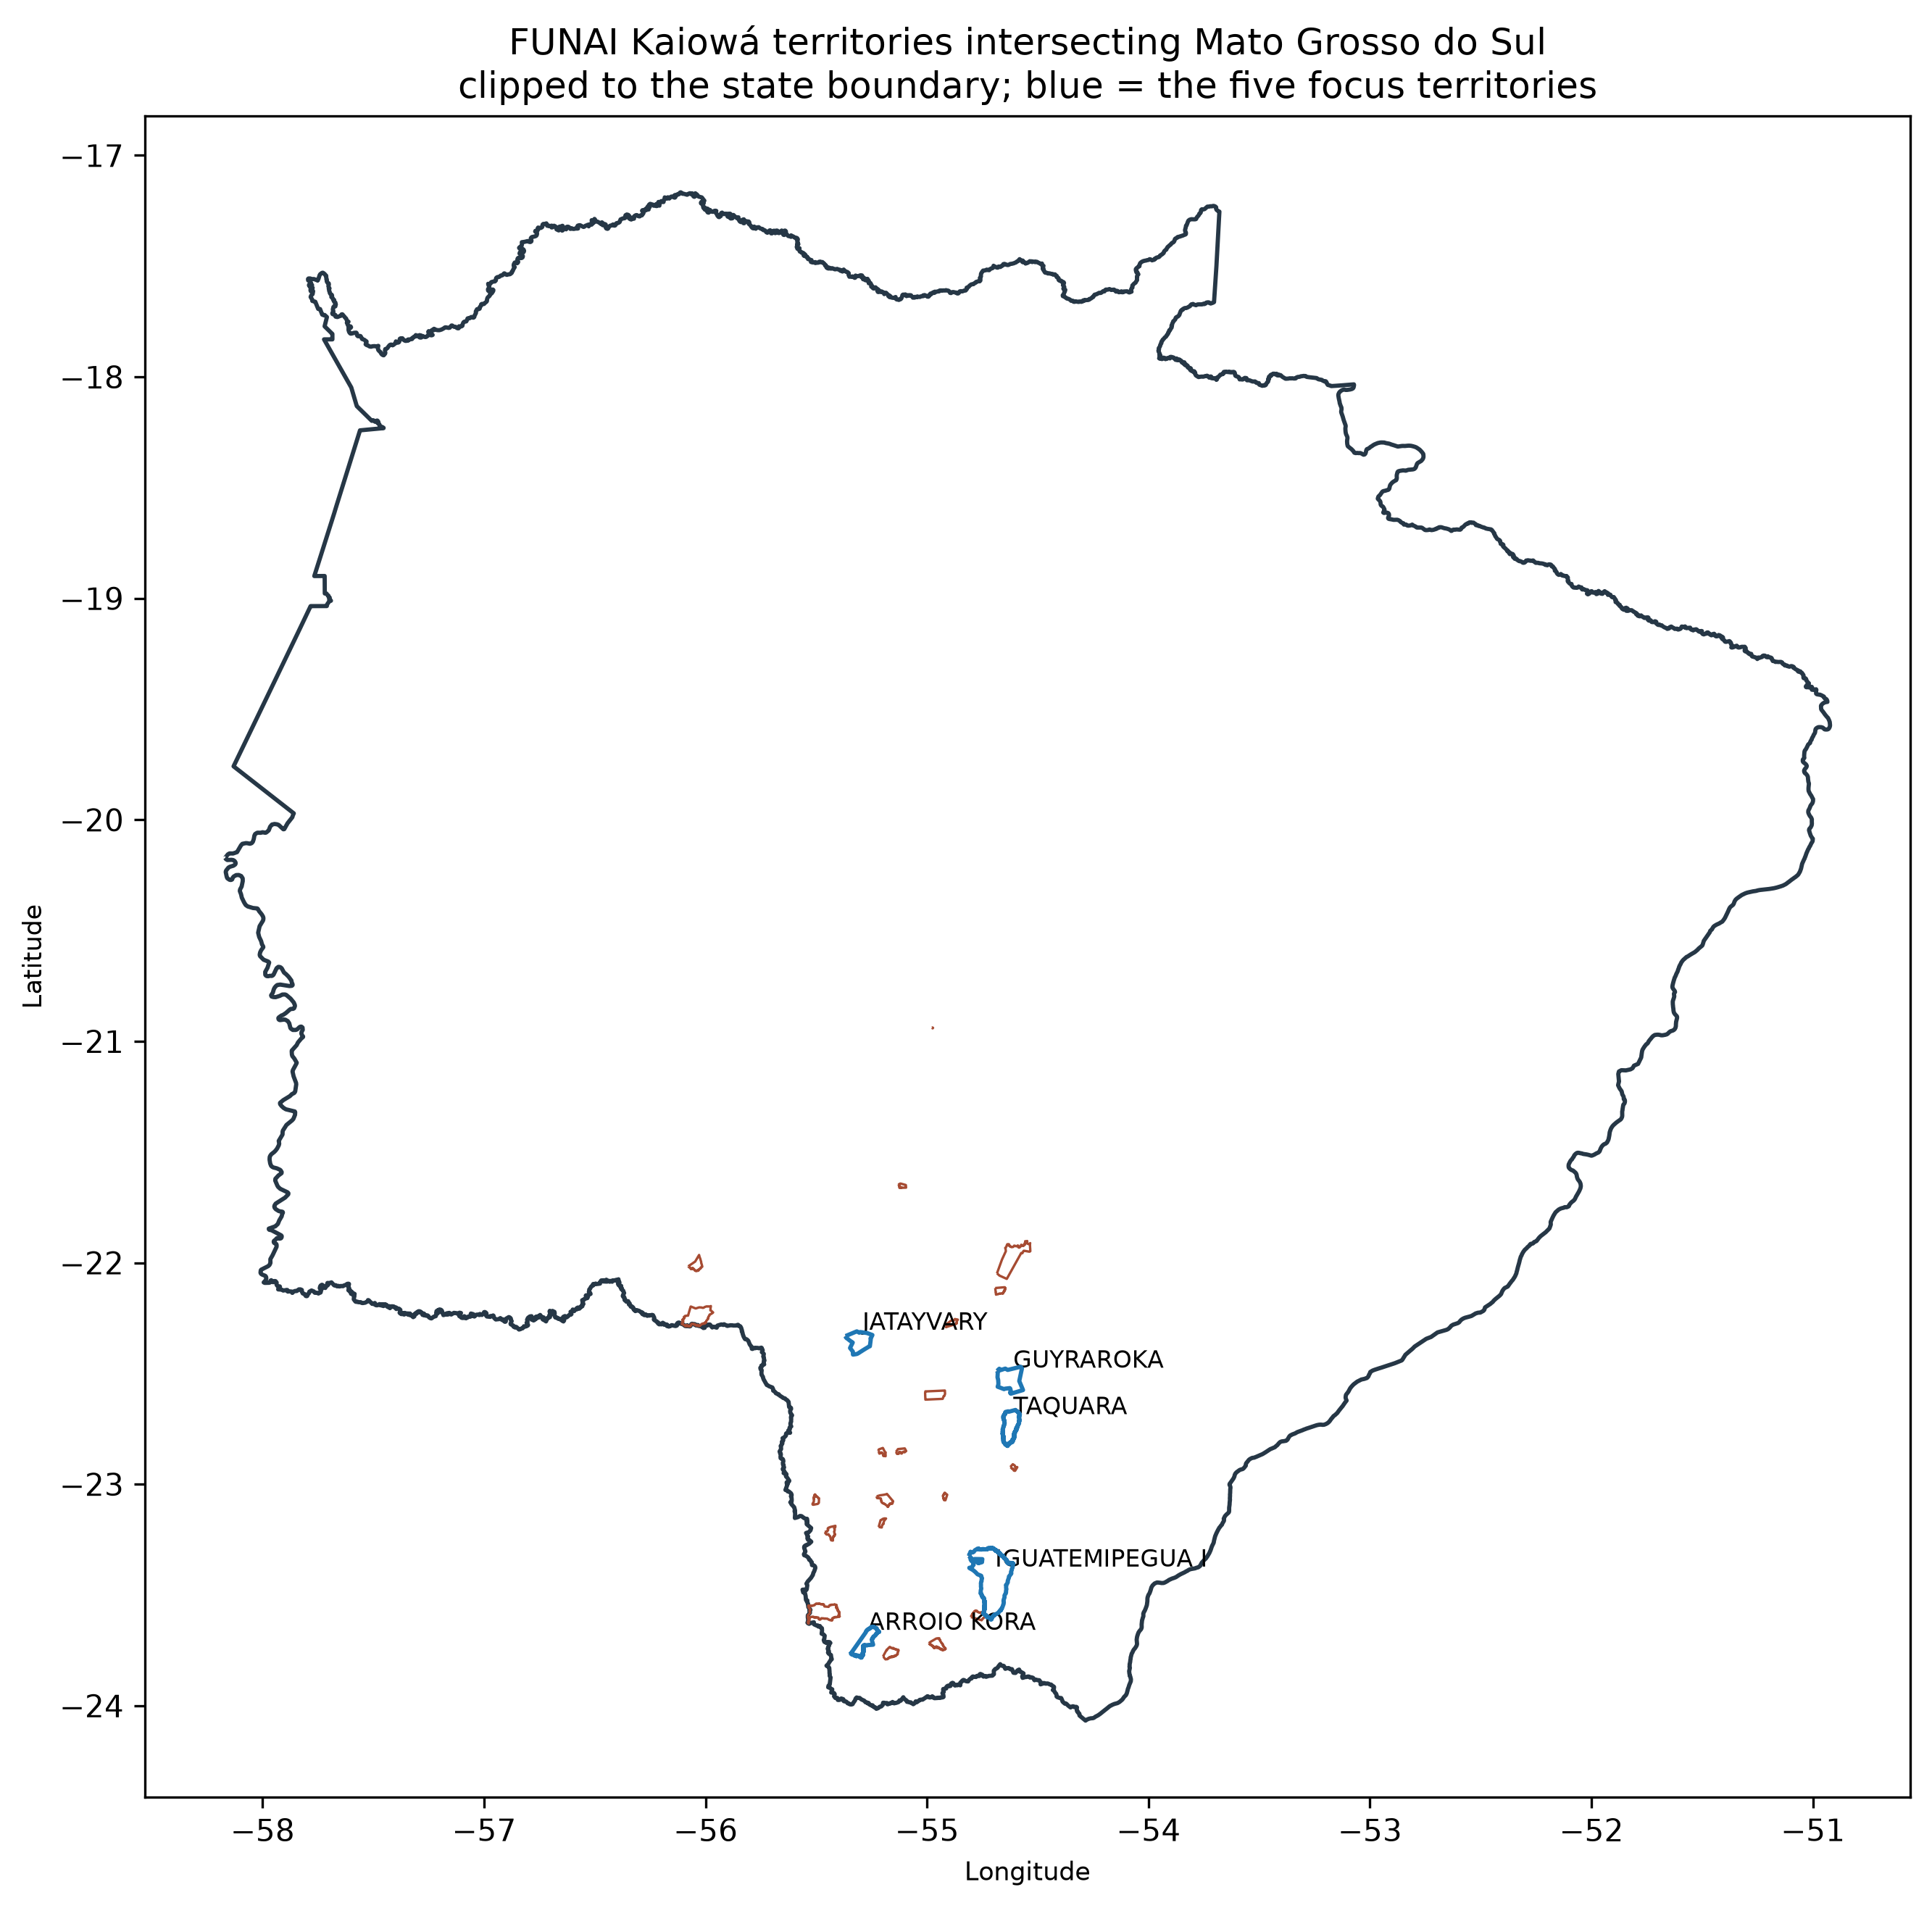 FUNAI Kaiowá territories intersecting Mato Grosso do Sul
clipped to the state boundary; blue = the five focus territories
Latitude
−17
−18
−19
−20
−21
−22
−23
−24
JATAYVARY
GUYRAROKA
TAQUARA
IGUATEMIPEGUA I
ARROIO KORA
−58
−57
−56
−55
−54
−53
−52
−51
Longitude